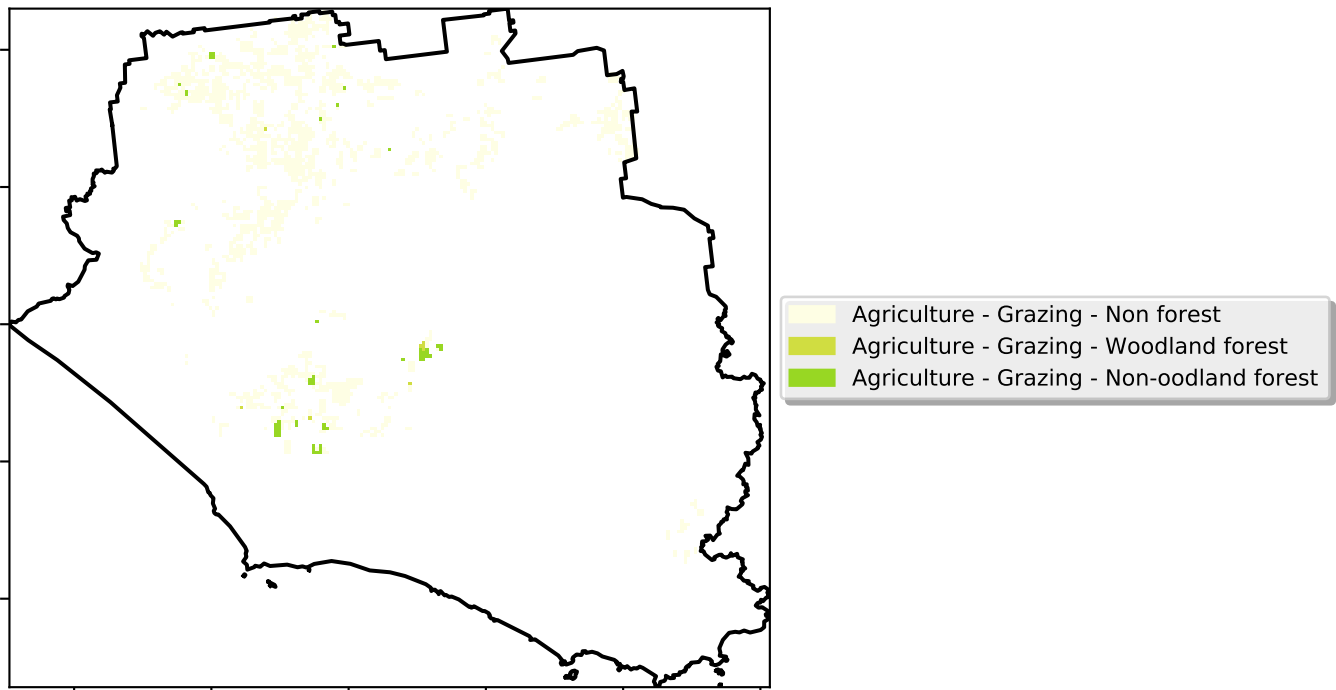 Agriculture - Grazing - Non forest
Agriculture - Grazing - Woodland forest
Agriculture - Grazing - Non-oodland forest